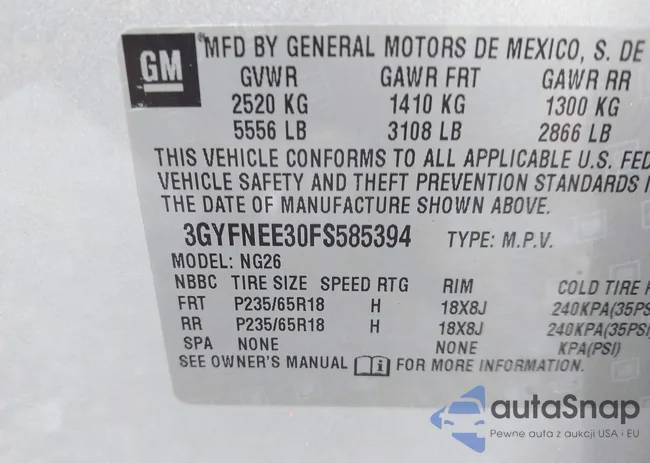 GM
MFD BY GENERAL MOTORS DE MEXICO, S. DE
GVWR GAWR FRT GAWR RR
2520 KG 1410 KG 1300 KG
5556 LB 3108 LB 2866 LB
THIS VEHICLE CONFORMS TO ALL APPLICABLE U.S. FED
VEHICLE SAFETY AND THEFT PREVENTION STANDARDS I
THE DATE OF MANUFACTURE SHOWN ABOVE.
3GYFNEE30FS585394 TYPE: M.P.V.
MODEL: NG26
NBBC TIRE SIZE SPEED RTG RIM COLD TIRE P
FRT P235/65R18 H 18X8J 240KPA(35PS
RR P235/65R18 H 18X8J 240KPA(35PSI
SPA NONE NONE KPA(PSI)
SEE OWNER'S MANUAL i FOR MORE INFORMATION.
autaSnap
Pewne auta z aukcji USA i EU